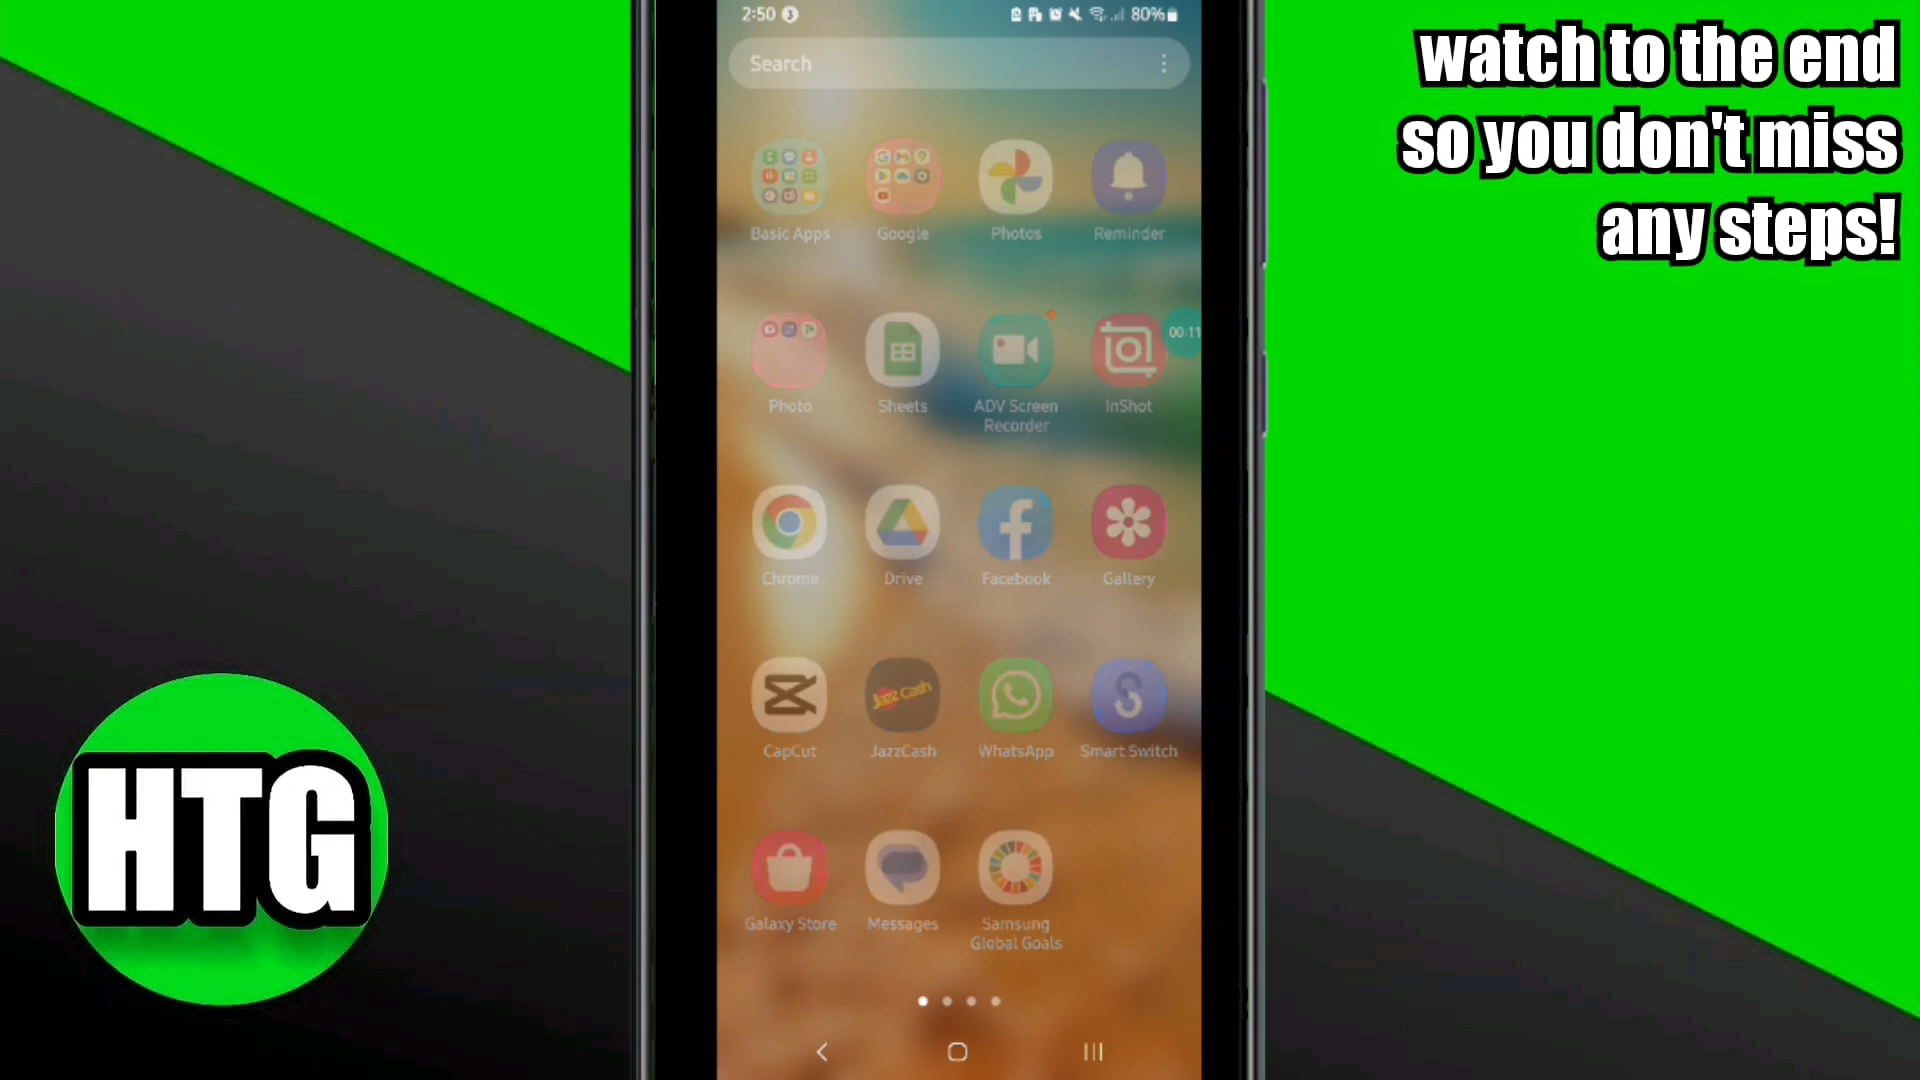 2:50
80%
Search
Basic Apps
Google
Photos
Reminder
00:11
Photo
Sheets
ADV Screen
Recorder
InShot
Chrome
Drive
Facebook
Gallery
Jazz Cash
CapCut
JazzCash
WhatsApp
Smart Switch
Galaxy Store
Messages
Samsung
Global Goals
watch to the end
so you don't miss
any steps!
HTG